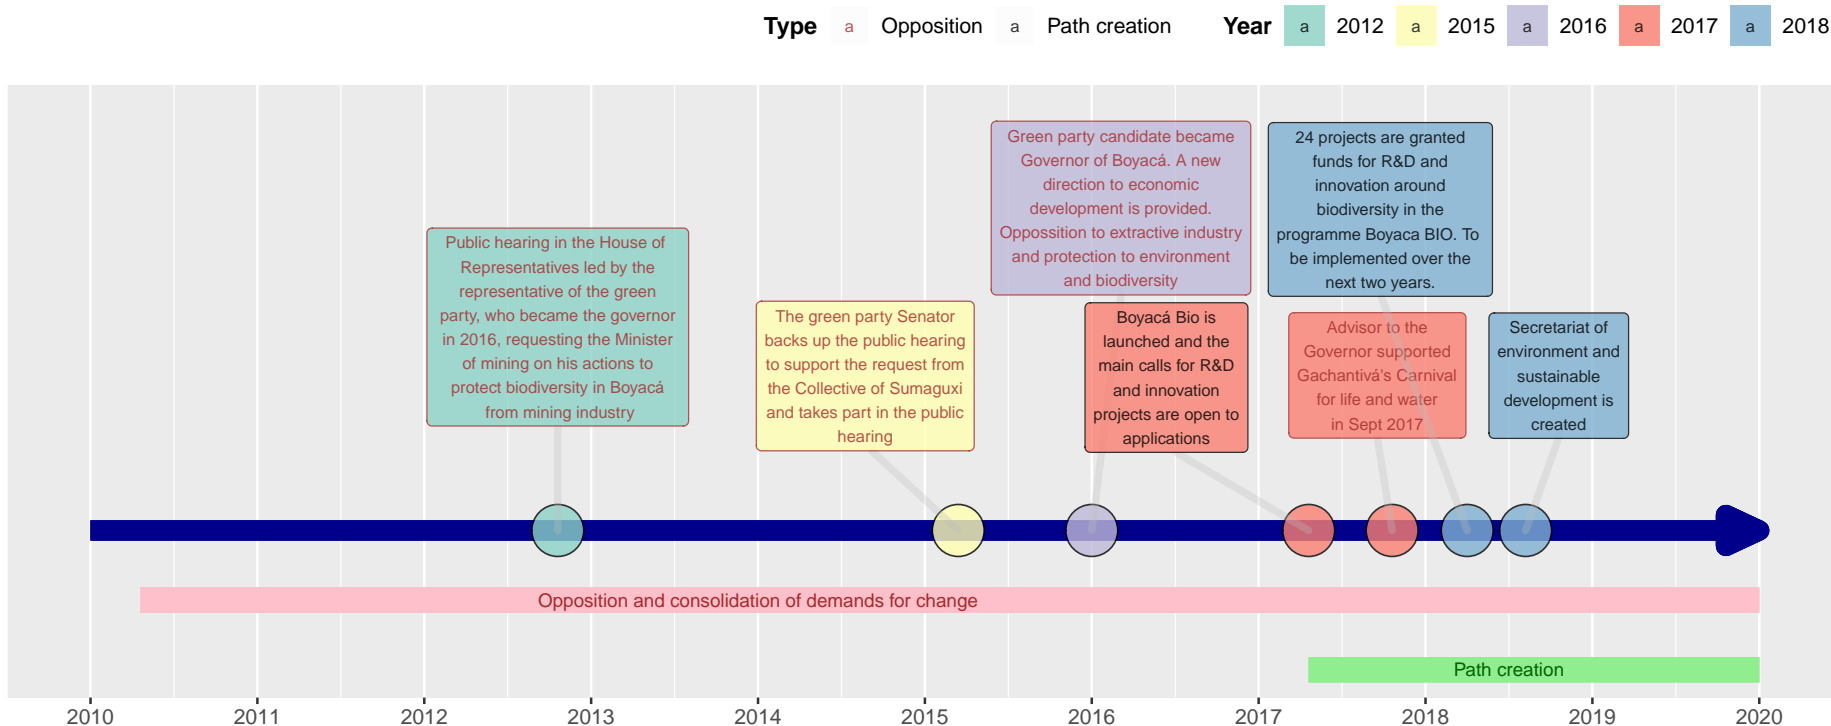 Type a Opposition a Path creation Year a 2012 a 2015 a 2016 a 2017 a 2018
Public hearing in the House of
Representatives led by the
representative of the green
party, who became the governor
in 2016, requesting the Minister
of mining on his actions to
protect biodiversity in Boyacá
from mining industry
The green party Senator
backs up the public hearing
to support the request from
the Collective of Sumaguxi
and takes part in the public
hearing
Green party candidate became
Governor of Boyacá. A new
direction to economic
development is provided.
Oppossition to extractive industry
and protection to environment
and biodiversity
Boyacá Bio is
launched and the
main calls for R&D
and innovation
projects are open to
applications
24 projects are granted
funds for R&D and
innovation around
biodiversity in the
programme Boyaca BIO. To
be implemented over the
next two years.
Advisor to the
Governor supported
Gachantivá's Carnival
for life and water
in Sept 2017
Secretariat of
environment and
sustainable
development is
created
Opposition and consolidation of demands for change
Path creation
2010 2011 2012 2013 2014 2015 2016 2017 2018 2019 2020